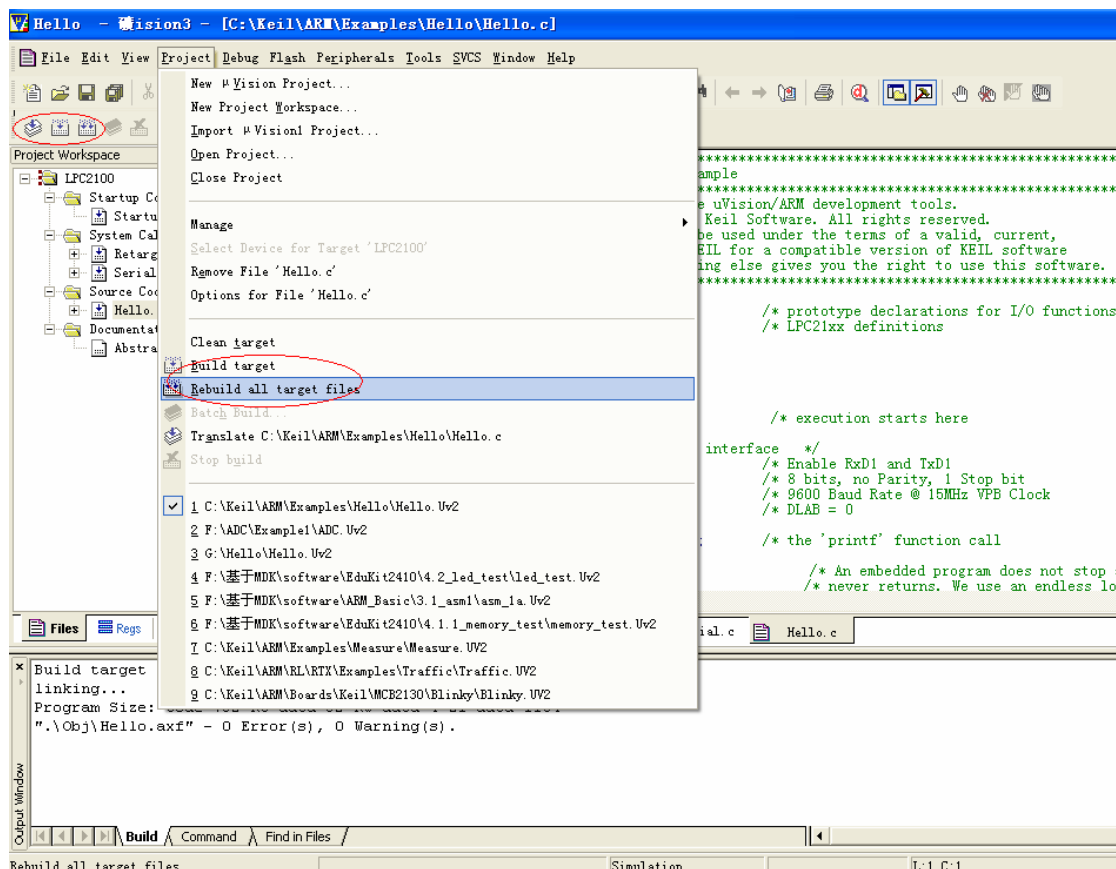 Hello - 礦ision3 - [C:\Keil\ARM\Examples\Hello\Hello.c]
File Edit View Project Debug Flash Peripherals Tools SVCS Window Help
New μVision Project...
New Project Workspace...
Import μVision1 Project...
Open Project...
Close Project
Manage
Select Device for Target 'LPC2100'
Remove File 'Hello.c'
Options for File 'Hello.c'
Clean target
Build target
Rebuild all target files
Batch Build...
Translate C:\Keil\ARM\Examples\Hello\Hello.c
Stop build
1 C:\Keil\ARM\Examples\Hello\Hello.Uv2
2 F:\ADC\Example1\ADC.Uv2
3 G:\Hello\Hello.Uv2
4 F:\基于MDK\software\EduKit2410\4.2_led_test\led_test.Uv2
5 F:\基于MDK\software\ARM_Basic\3.1_asm1\asm_1a.Uv2
6 F:\基于MDK\software\EduKit2410\4.1.1_memory_test\memory_test.Uv2
7 C:\Keil\ARM\Examples\Measure\Measure.UV2
8 C:\Keil\ARM\RL\RTX\Examples\Traffic\Traffic.UV2
9 C:\Keil\ARM\Boards\Keil\MCB2130\Blinky\Blinky.UV2
Project Workspace
LPC2100
Startup Co
Startu
System Cal
Retarg
Serial
Source Coo
Hello.
Documentat
Abstra
Files Regs
*****************************************************
ample
*****************************************************
e uVision/ARM development tools.
Keil Software. All rights reserved.
be used under the terms of a valid, current,
EIL for a compatible version of KEIL software
ing else gives you the right to use this software.
*****************************************************
/* prototype declarations for I/O functions
/* LPC21xx definitions
/* execution starts here
interface */
/* Enable RxD1 and TxD1
/* 8 bits, no Parity, 1 Stop bit
/* 9600 Baud Rate @ 15MHz VPB Clock
/* DLAB = 0
; /* the 'printf' function call
/* An embedded program does not stop
/* never returns. We use an endless lo
ial.c Hello.c
Build target
linking...
Program Size:
".\Obj\Hello.axf" - 0 Error(s), 0 Warning(s).
Output Window
Build Command Find in Files
Rebuild all target files Simulation L:1 C:1